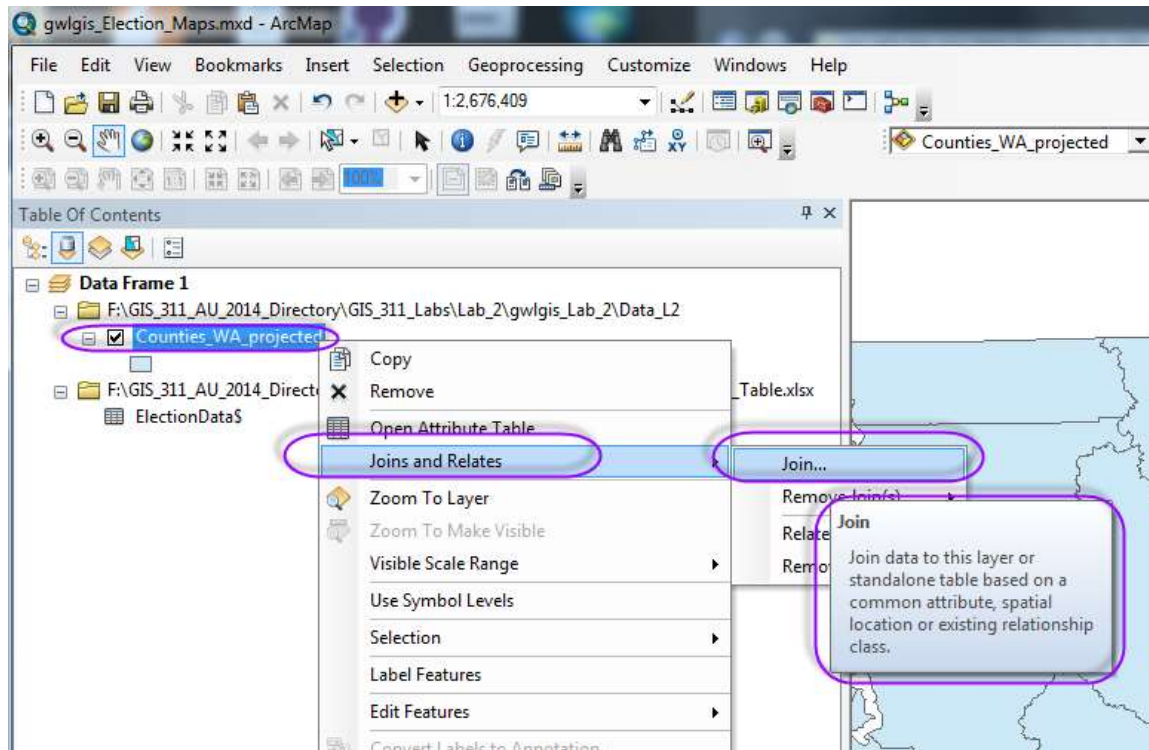 gwlgis_Election_Maps.mxd - ArcMap
File Edit View Bookmarks Insert Selection Geoprocessing Customize Windows Help
1:2,676,409
Counties_WA_projected
100%
Table Of Contents
Data Frame 1
F:\GIS_311_AU_2014_Directory\GIS_311_Labs\Lab_2\gwlgis_Lab_2\Data_L2
Counties_WA_projected
F:\GIS_311_AU_2014_Direct
_Table.xlsx
ElectionData$
Copy
Remove
Open Attribute Table
Joins and Relates
Zoom To Layer
Zoom To Make Visible
Visible Scale Range
Use Symbol Levels
Selection
Label Features
Edit Features
Convert Labels to Annotation
Join...
Remove Join(s)
Relate
Remo
Join
Join data to this layer or
standalone table based on a
common attribute, spatial
location or existing relationship
class.